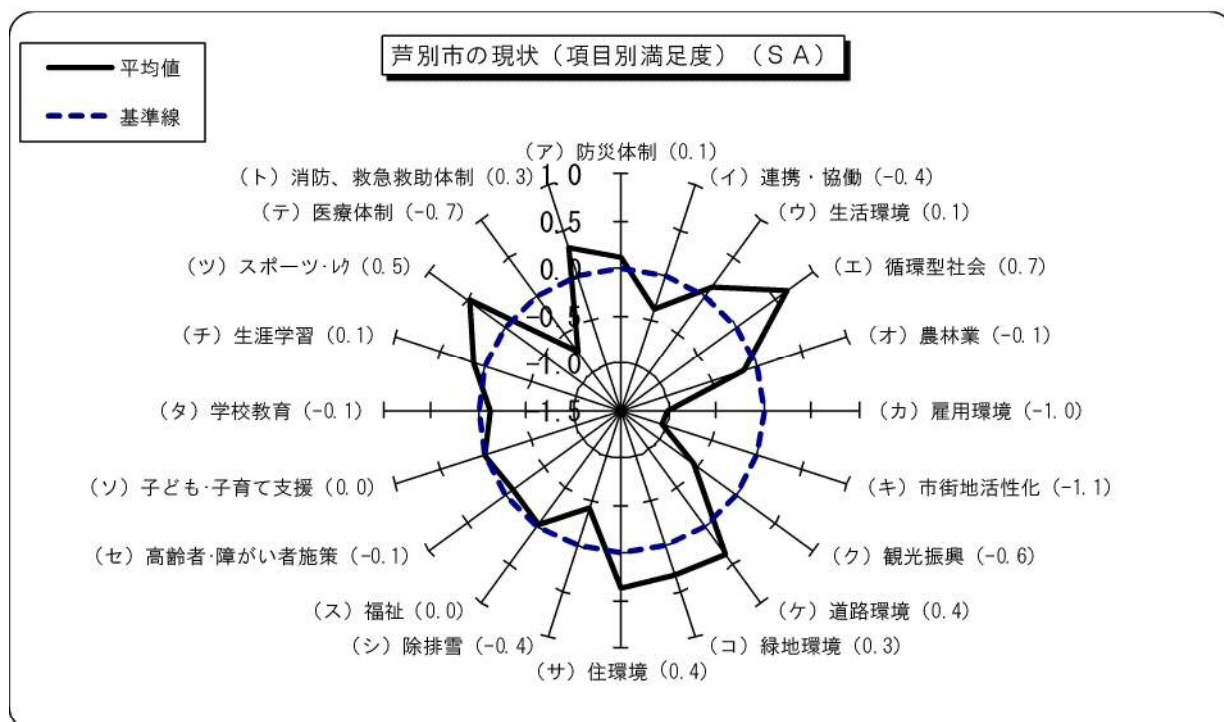 芦別市の現状（項目別満足度）（ＳＡ）
平均値
基準線
（ア）防災体制（0.1）
（イ）連携・協働（-0.4）
（ウ）生活環境（0.1）
（エ）循環型社会（0.7）
（オ）農林業（-0.1）
（カ）雇用環境（-1.0）
（キ）市街地活性化（-1.1）
（ク）観光振興（-0.6）
（ケ）道路環境（0.4）
（コ）緑地環境（0.3）
（サ）住環境（0.4）
（シ）除排雪（-0.4）
（ス）福祉（0.0）
（セ）高齢者･障がい者施策（-0.1）
（ソ）子ども･子育て支援（0.0）
（タ）学校教育（-0.1）
（チ）生涯学習（0.1）
（ツ）スポーツ･ﾚｸ（0.5）
（テ）医療体制（-0.7）
（ト）消防、救急救助体制（0.3）
1.0
0.5
0.0
-0.5
-1.0
-1.5